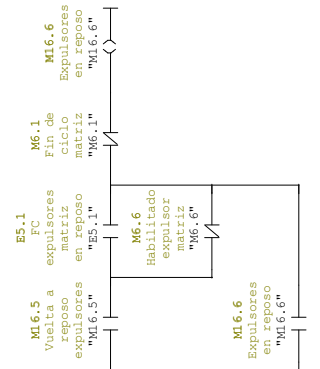 M16.5
Vuelta a
reposo
expulsores
"M16.5"
E5.1
FC
expulsores
matriz
en reposo
"E5.1"
M6.1
Fin de
ciclo
matriz
"M6.1"
M16.6
Expulsores
en reposo
"M16.6"
M6.6
Habilitado
expulsor
matriz
"M6.6"
M16.6
Expulsores
en reposo
"M16.6"